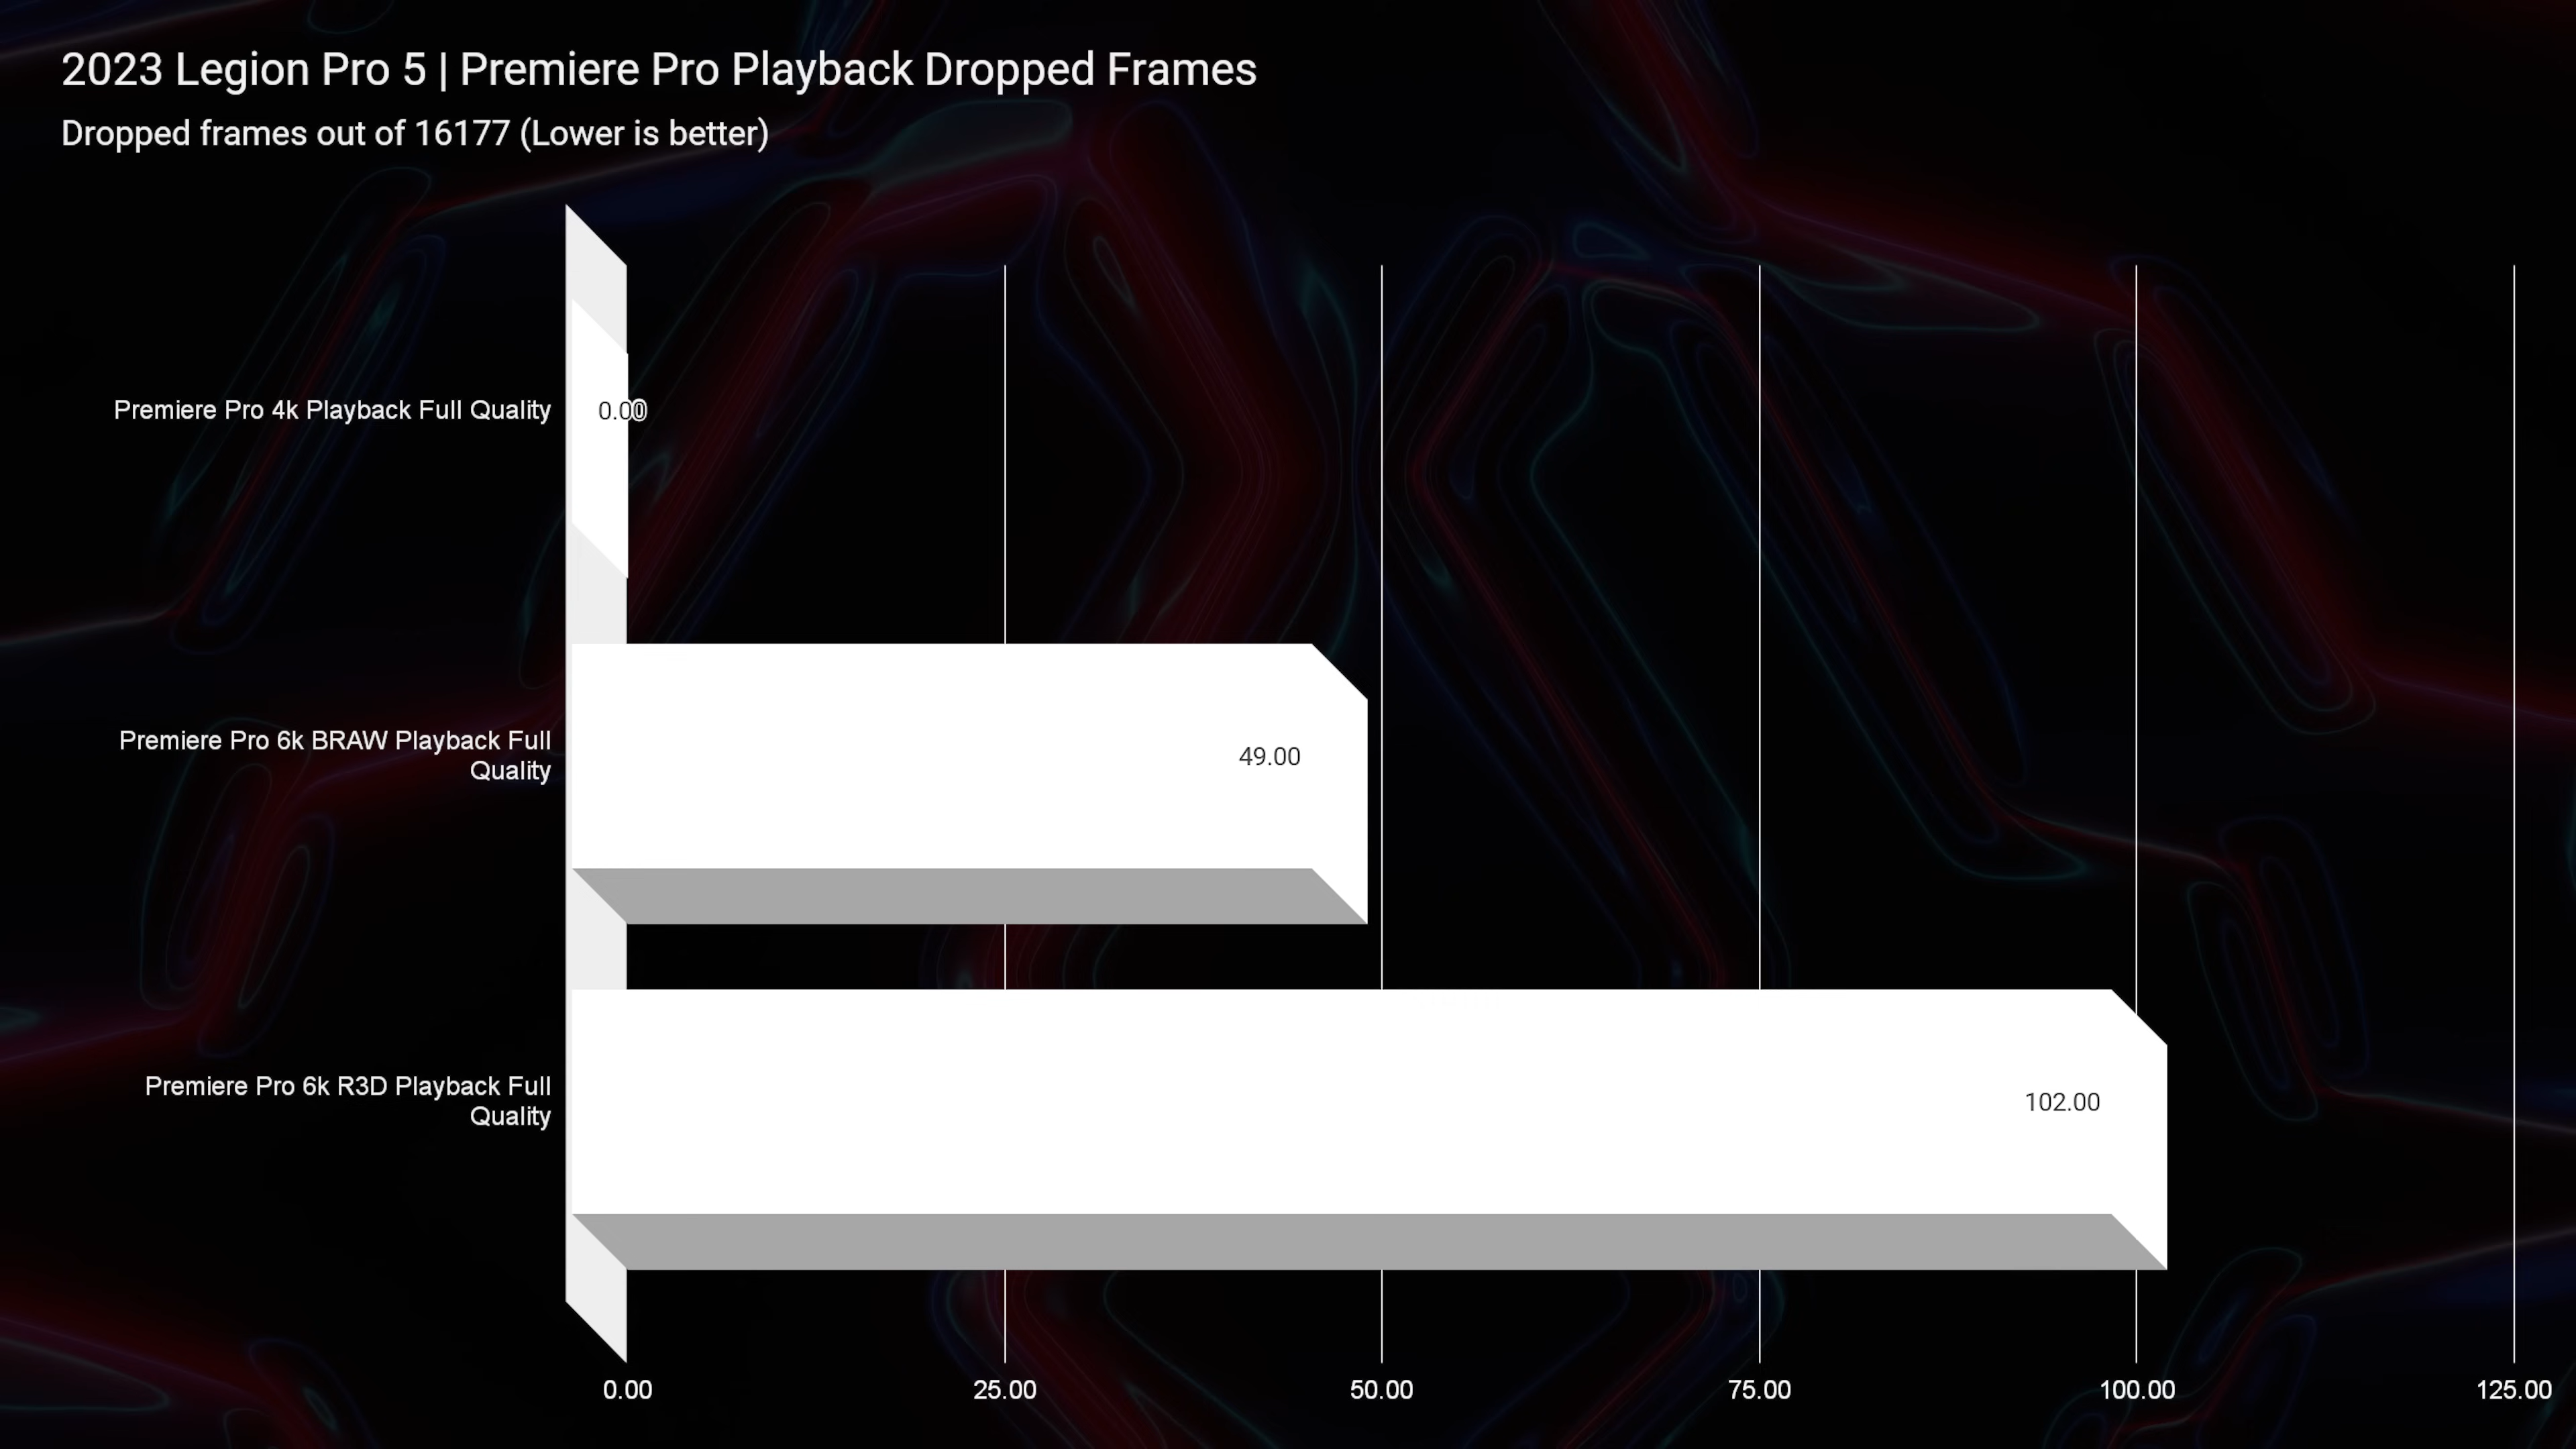 2023 Legion Pro 5 | Premiere Pro Playback Dropped Frames
Dropped frames out of 16177 (Lower is better)
Premiere Pro 4k Playback Full Quality
0.00
Premiere Pro 6k BRAW Playback Full
Quality
49.00
Premiere Pro 6k R3D Playback Full
Quality
102.00
0.00 25.00 50.00 75.00 100.00 125.00